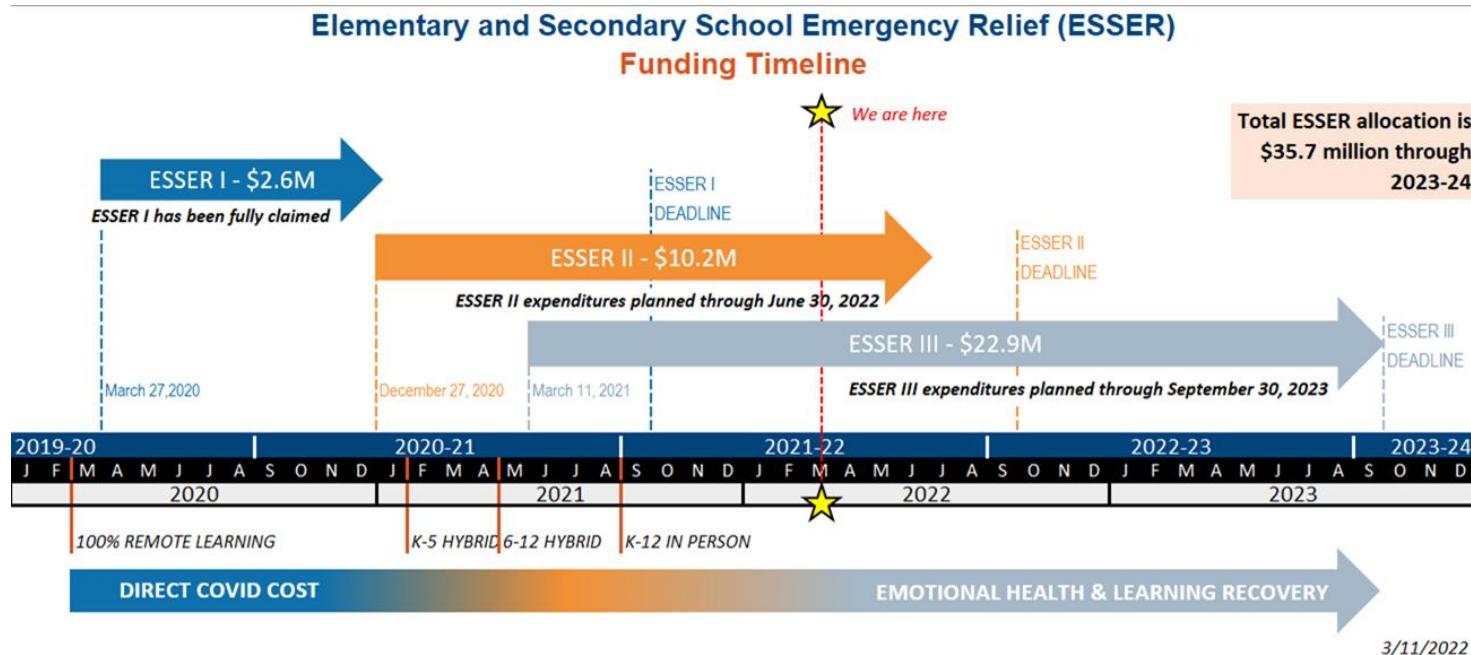 Elementary and Secondary School Emergency Relief (ESSER)
Funding Timeline
We are here
Total ESSER allocation is
$35.7 million through
2023-24
ESSER I - $2.6M
ESSER I has been fully claimed
ESSER I
DEADLINE
ESSER II - $10.2M
ESSER II expenditures planned through June 30, 2022
ESSER II
DEADLINE
ESSER III - $22.9M
ESSER III expenditures planned through September 30, 2023
ESSER III
DEADLINE
March 27,2020
December 27, 2020
March 11, 2021
2019-20 2020-21 2021-22 2022-23 2023-24
J F M A M J J A S O N D J F M A M J J A S O N D J F M A M J J A S O N D J F M A M J J A S O N D
2020 2021 2022 2023
100% REMOTE LEARNING
K-5 HYBRID
6-12 HYBRID
K-12 IN PERSON
DIRECT COVID COST
EMOTIONAL HEALTH & LEARNING RECOVERY
3/11/2022